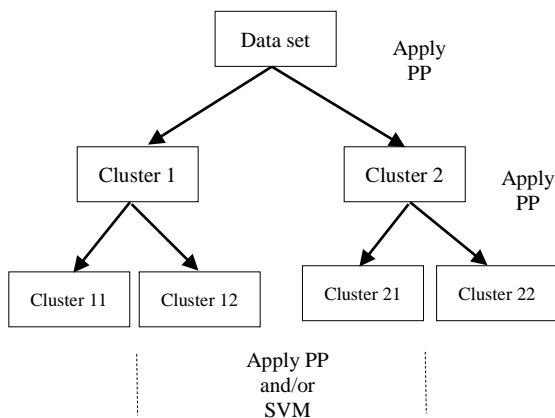 Data set
Apply
PP
Cluster 1
Cluster 2
Apply
PP
Cluster 11
Cluster 12
Cluster 21
Cluster 22
Apply PP
and/or
SVM